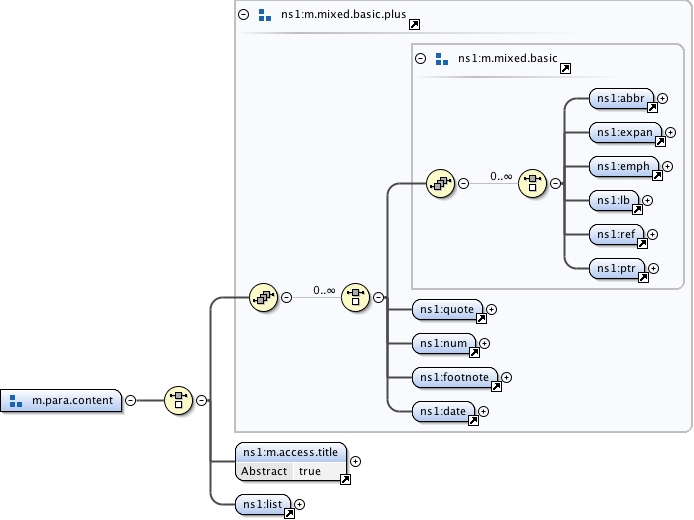 ns1:m.mixed.basic.plus
ns1:m.mixed.basic
ns1:abbr
ns1:expan
ns1:emph
0..∞
ns1:lb
ns1:ref
ns1:ptr
0..∞
ns1:quote
ns1:num
ns1:footnote
ns1:date
m.para.content
ns1:m.access.title
Abstract true
ns1:list